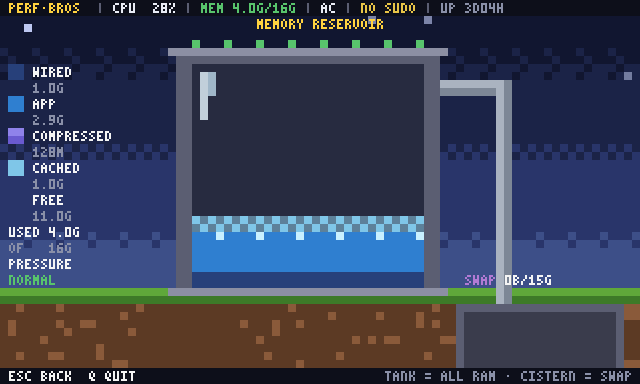 PERF·BROS | CPU 28% | MEM 4.0G/16G | AC | NO SUDO | UP 3D04H
MEMORY RESERVOIR
WIRED
1.0G
APP
2.9G
COMPRESSED
128M
CACHED
1.0G
FREE
11.0G
USED 4.0G
OF 16G
PRESSURE
NORMAL
SWAP 0B/15G
ESC BACK Q QUIT
TANK = ALL RAM · CISTERN = SWAP